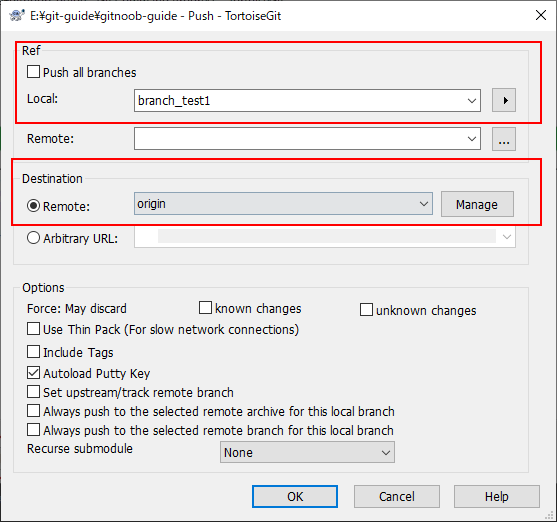 E:¥git-guide¥gitnoob-guide - Push - TortoiseGit
Ref
Push all branches
Local: branch_test1
Remote:
Destination
Remote: origin Manage
Arbitrary URL:
Options
Force: May discard known changes unknown changes
Use Thin Pack (For slow network connections)
Include Tags
Autoload Putty Key
Set upstream/track remote branch
Always push to the selected remote archive for this local branch
Always push to the selected remote branch for this local branch
Recurse submodule None
OK Cancel Help